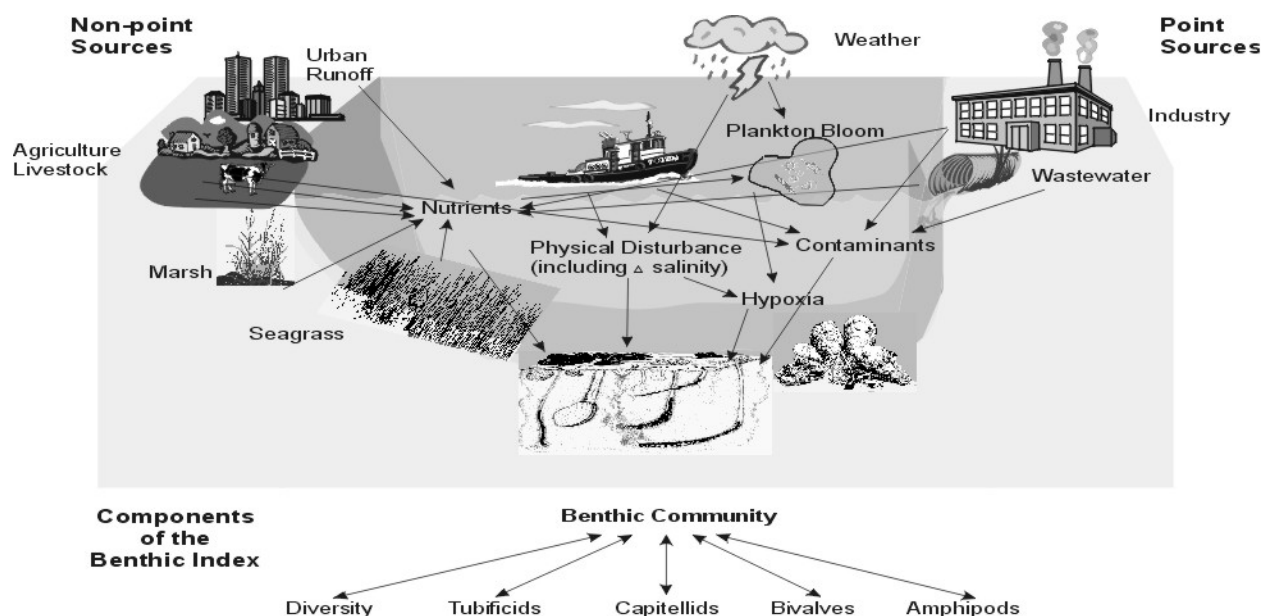 Non-point
Sources
Urban
Runoff
Weather
Point
Sources
Industry
Plankton Bloom
Agriculture
Livestock
Wastewater
Nutrients
Physical Disturbance
(including △ salinity)
Contaminants
Marsh
Hypoxia
Seagrass
Components
of the
Benthic Index
Benthic Community
Diversity
Tubificids
Capitellids
Bivalves
Amphipods